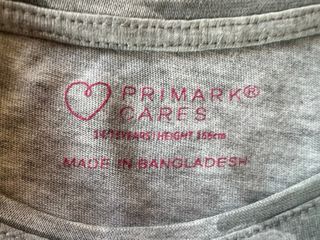 PRIMARK®
CARES
YEARS/HEIGHT
MADE IN BANGLADESH